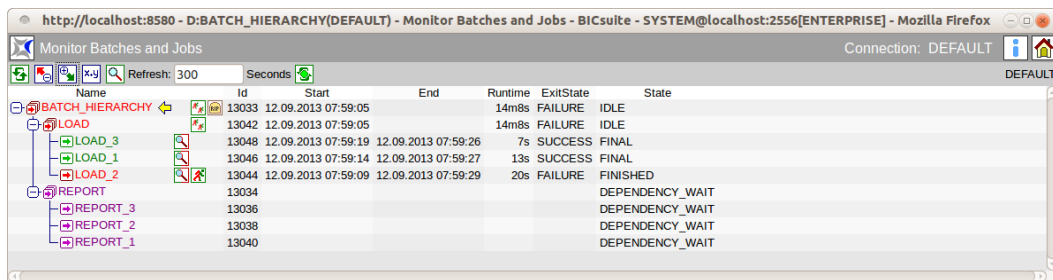 http://localhost:8580 - D:BATCH_HIERARCHY(DEFAULT) - Monitor Batches and Jobs - BICsuite - SYSTEM@localhost:2556[ENTERPRISE] - Mozilla Firefox
Monitor Batches and Jobs Connection: DEFAULT
x,y Refresh: 300 Seconds DEFAULT
Name Id Start End Runtime ExitState State
BATCH_HIERARCHY RIP 13033 12.09.2013 07:59:05 14m8s FAILURE IDLE
LOAD 13042 12.09.2013 07:59:05 14m8s FAILURE IDLE
LOAD_3 13048 12.09.2013 07:59:19 12.09.2013 07:59:26 7s SUCCESS FINAL
LOAD_1 13046 12.09.2013 07:59:14 12.09.2013 07:59:27 13s SUCCESS FINAL
LOAD_2 13044 12.09.2013 07:59:09 12.09.2013 07:59:29 20s FAILURE FINISHED
REPORT 13034 DEPENDENCY_WAIT
REPORT_3 13036 DEPENDENCY_WAIT
REPORT_2 13038 DEPENDENCY_WAIT
REPORT_1 13040 DEPENDENCY_WAIT